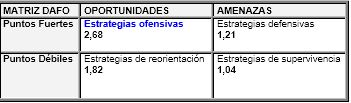 MATRIZ DAFO OPORTUNIDADES AMENAZAS
Puntos Fuertes Estrategias ofensivas Estrategias defensivas
2,68 1,21
Puntos Débiles Estrategias de reorientación Estrategias de supervivencia
1,82 1,04